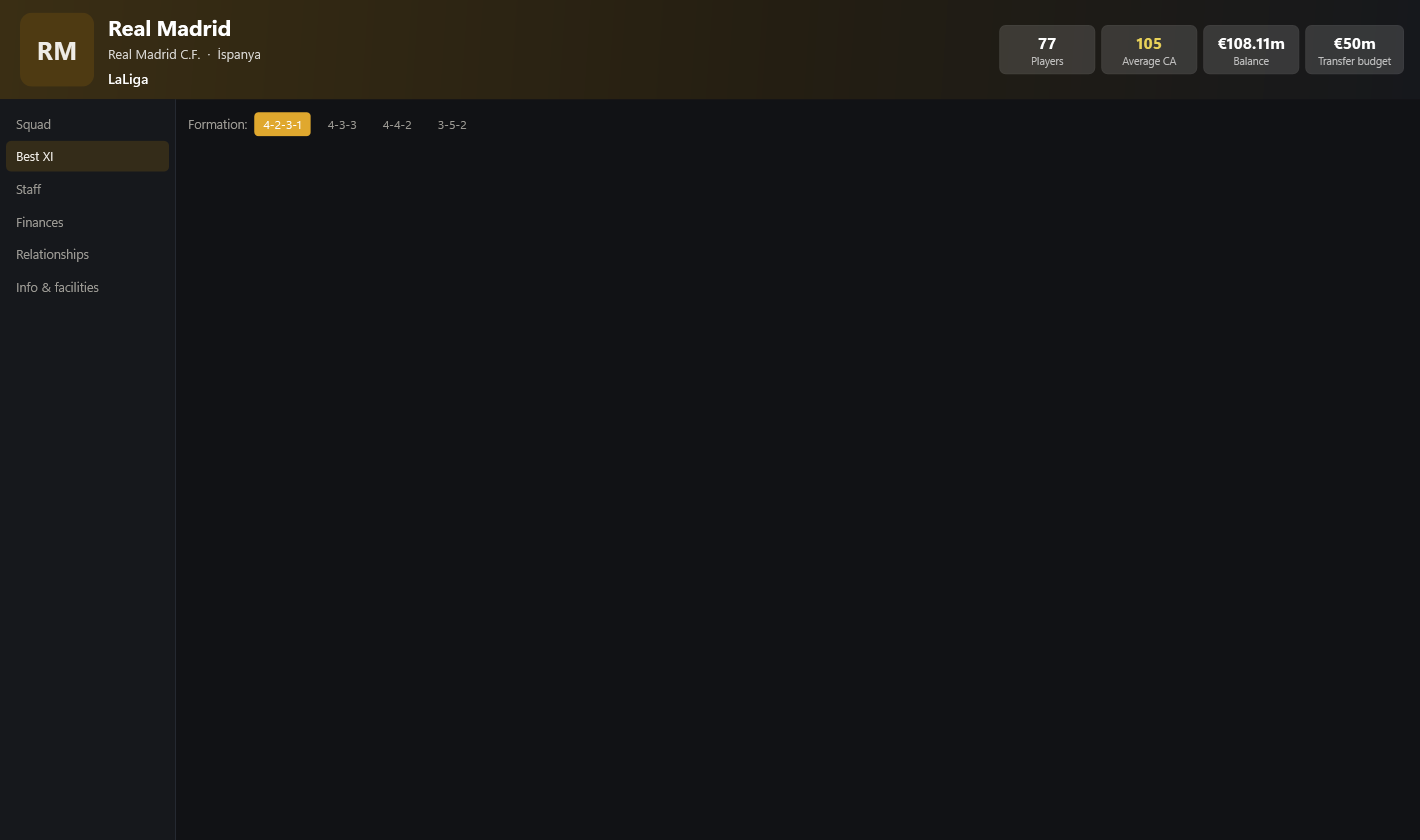 RM
Real Madrid
Real Madrid C.F. · İspanya
LaLiga
77
Players
105
Average CA
€108.11m
Balance
€50m
Transfer budget
Squad
Best XI
Staff
Finances
Relationships
Info & facilities
Formation: 4-2-3-1 4-3-3 4-4-2 3-5-2